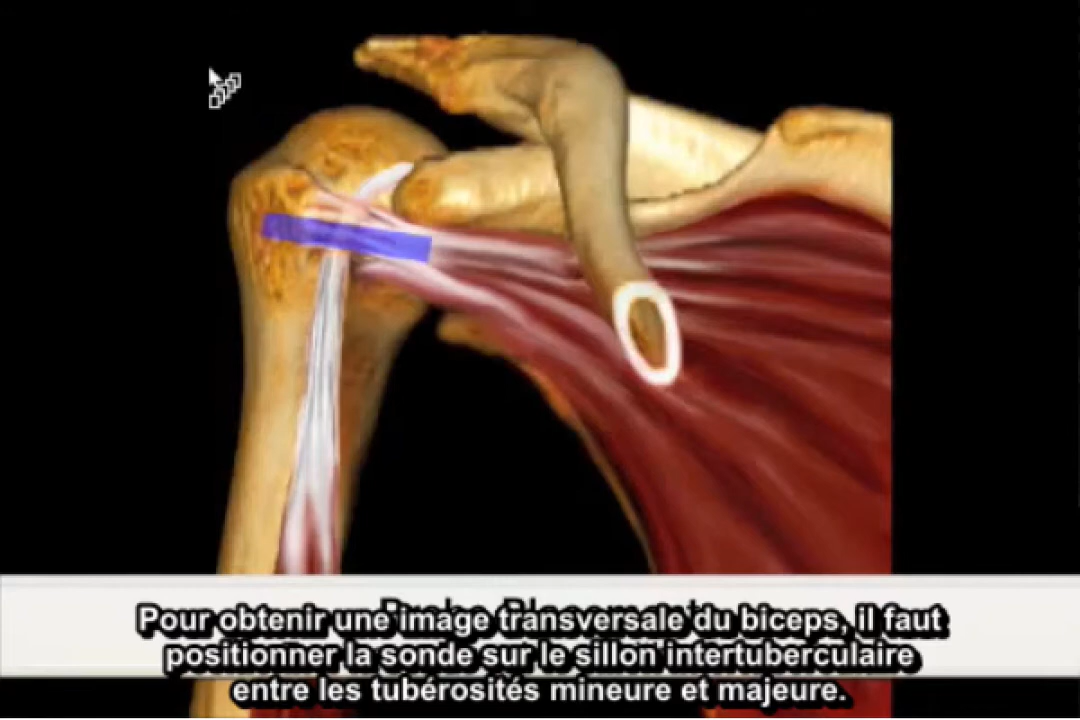 Pour obtenir une image transversale du biceps, il faut
positionner la sonde sur le sillon intertuberculaire
entre les tubérosités mineure et majeure.